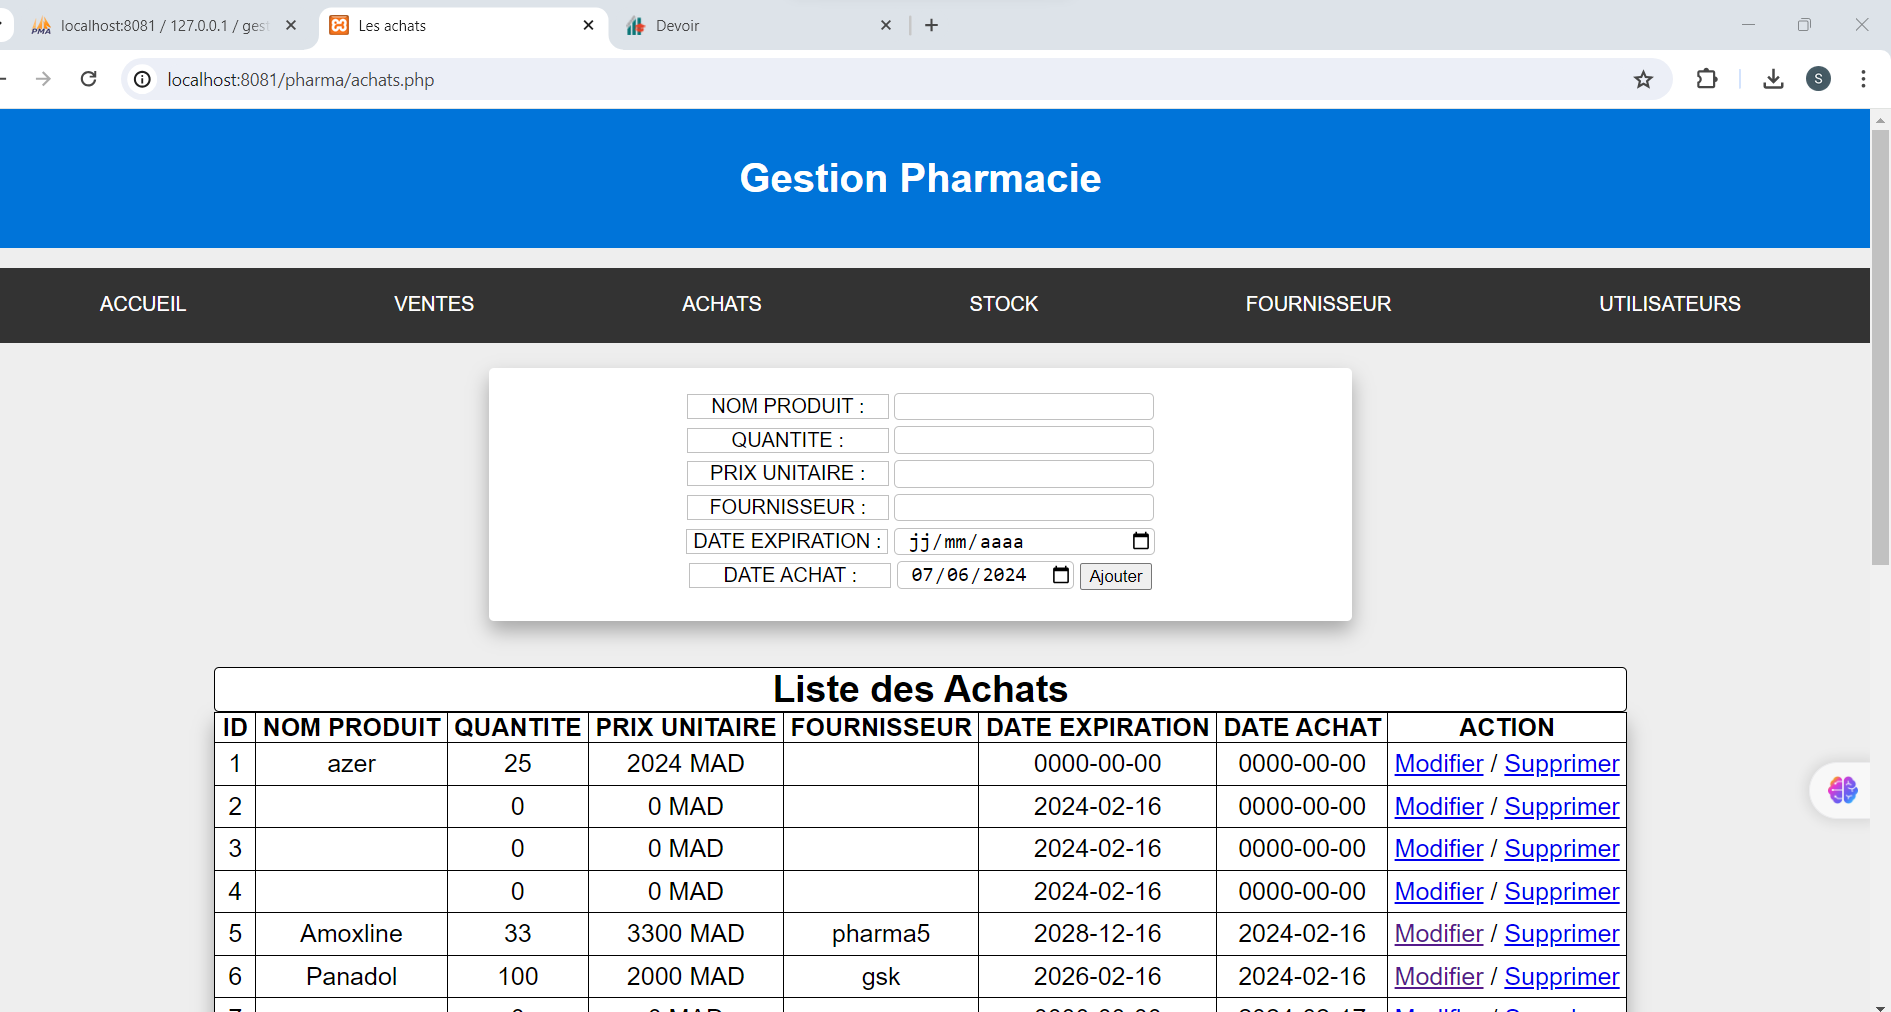 localhost:8081 / 127.0.0.1 / gest
Les achats
Devoir
localhost:8081/pharma/achats.php
S
Gestion Pharmacie
ACCUEIL VENTES ACHATS STOCK FOURNISSEUR UTILISATEURS
NOM PRODUIT :
QUANTITE :
PRIX UNITAIRE :
FOURNISSEUR :
DATE EXPIRATION : jj/mm/aaaa
DATE ACHAT : 07/06/2024 Ajouter
Liste des Achats
ID NOM PRODUIT QUANTITE PRIX UNITAIRE FOURNISSEUR DATE EXPIRATION DATE ACHAT ACTION
1 azer 25 2024 MAD 0000-00-00 0000-00-00 Modifier / Supprimer
2 0 0 MAD 2024-02-16 0000-00-00 Modifier / Supprimer
3 0 0 MAD 2024-02-16 0000-00-00 Modifier / Supprimer
4 0 0 MAD 2024-02-16 0000-00-00 Modifier / Supprimer
5 Amoxline 33 3300 MAD pharma5 2028-12-16 2024-02-16 Modifier / Supprimer
6 Panadol 100 2000 MAD gsk 2026-02-16 2024-02-16 Modifier / Supprimer